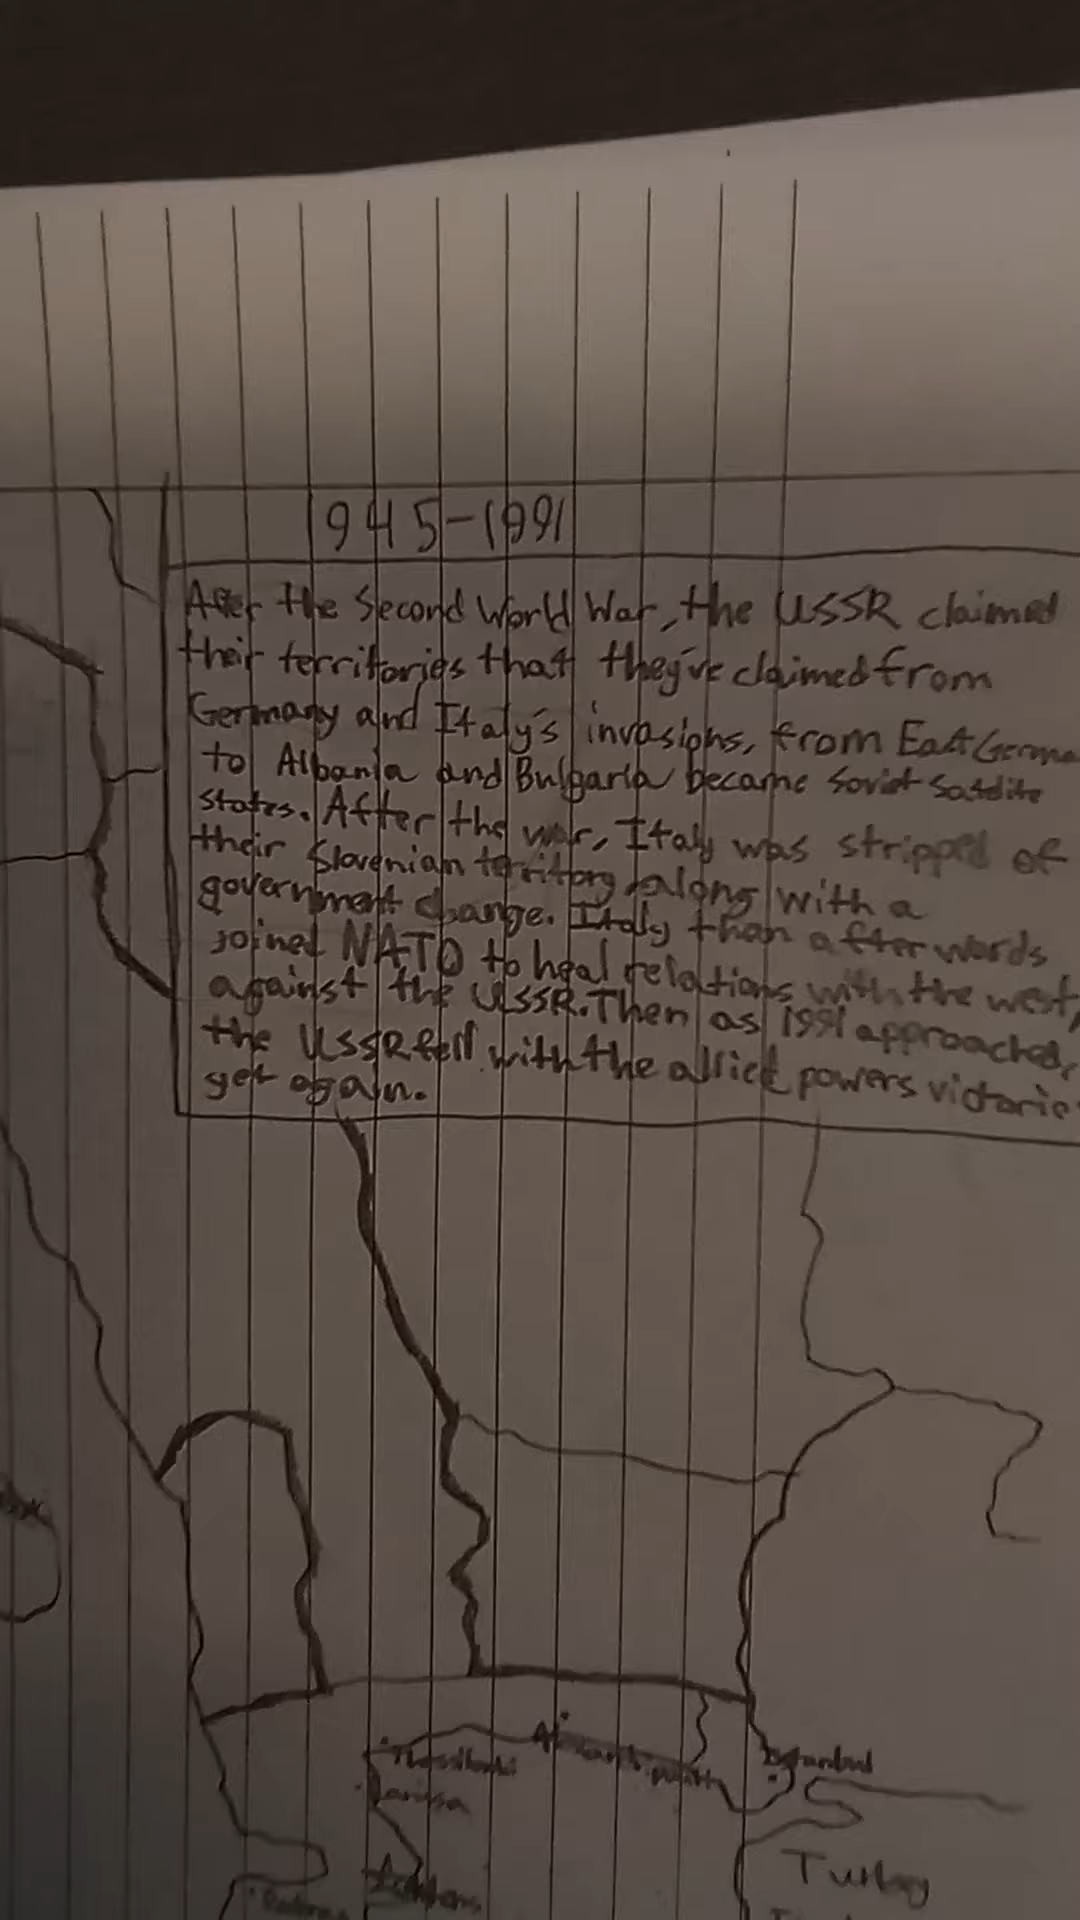 1945-1991
After the Second World War, the USSR claimed
their territories that they've claimed from
Germany and Italy's invasions, from East Germa
to Albania and Bulgaria became Soviet Satellite
states. After the war, Italy was stripped of
their Slovenian territory along with a
government change. Italy than after words
joined NATO to heal relations with the west,
against the USSR. Then as 1991 approached,
the USSR fell with the allied powers victorie
yet again.
Istanbul
Larissa
Athens
Turkey